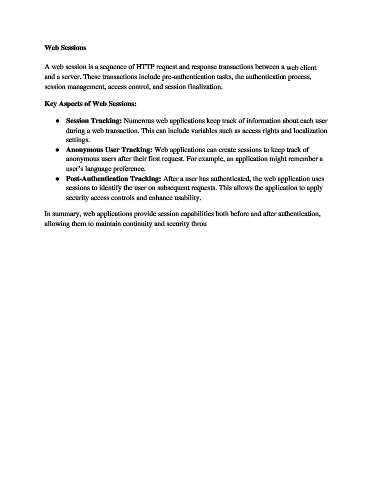 Web Sessions
A web session is a sequence of HTTP request and response transactions between a web client
and a server. These transactions include pre-authentication tasks, the authentication process,
session management, access control, and session finalization.
Key Aspects of Web Sessions:
● Session Tracking: Numerous web applications keep track of information about each user
during a web transaction. This can include variables such as access rights and localization
settings.
● Anonymous User Tracking: Web applications can create sessions to keep track of
anonymous users after their first request. For example, an application might remember a
user's language preference.
● Post-Authentication Tracking: After a user has authenticated, the web application uses
sessions to identify the user on subsequent requests. This allows the application to apply
security access controls and enhance usability.
In summary, web applications provide session capabilities both before and after authentication,
allowing them to maintain continuity and security throu